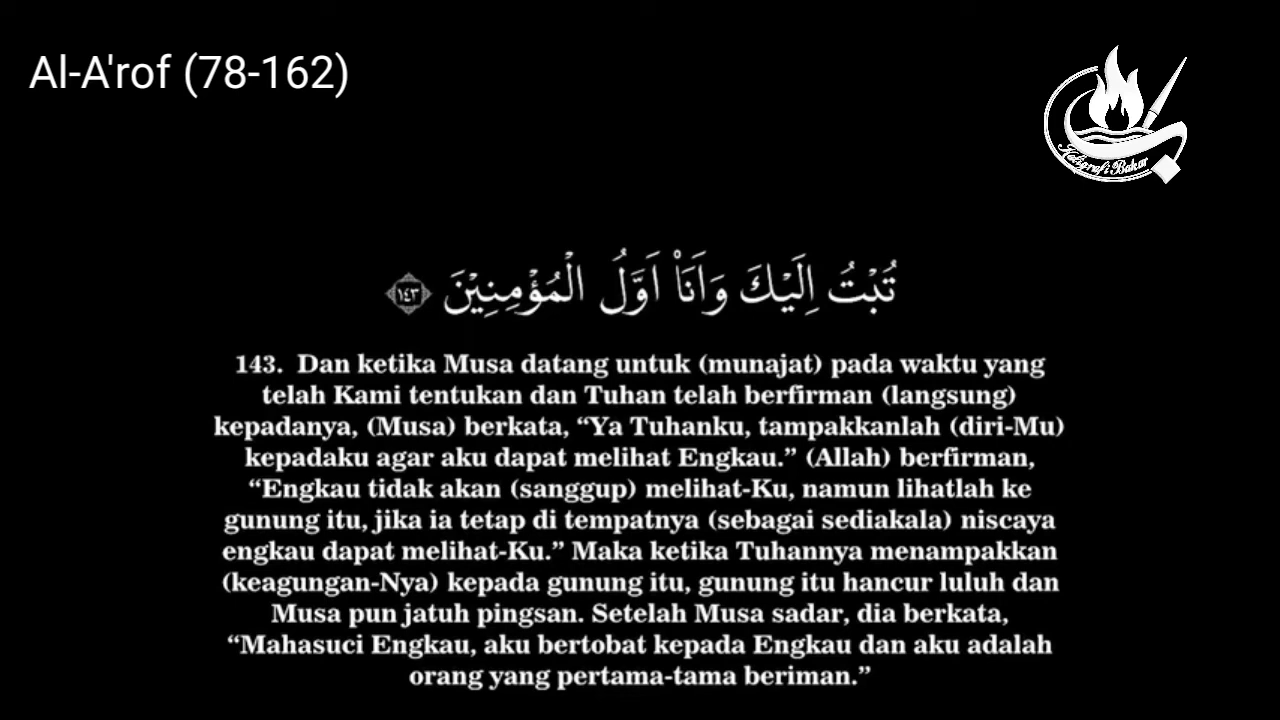 Al-A'rof (78-162)
Kaligrafi Bakar
تُبْتُ اِلَيْكَ وَاَنَا۠ اَوَّلُ الْمُؤْمِنِيْنَ ١٤٣
143. Dan ketika Musa datang untuk (munajat) pada waktu yang
telah Kami tentukan dan Tuhan telah berfirman (langsung)
kepadanya, (Musa) berkata, “Ya Tuhanku, tampakkanlah (diri-Mu)
kepadaku agar aku dapat melihat Engkau.” (Allah) berfirman,
“Engkau tidak akan (sanggup) melihat-Ku, namun lihatlah ke
gunung itu, jika ia tetap di tempatnya (sebagai sediakala) niscaya
engkau dapat melihat-Ku.” Maka ketika Tuhannya menampakkan
(keagungan-Nya) kepada gunung itu, gunung itu hancur luluh dan
Musa pun jatuh pingsan. Setelah Musa sadar, dia berkata,
“Mahasuci Engkau, aku bertobat kepada Engkau dan aku adalah
orang yang pertama-tama beriman.”